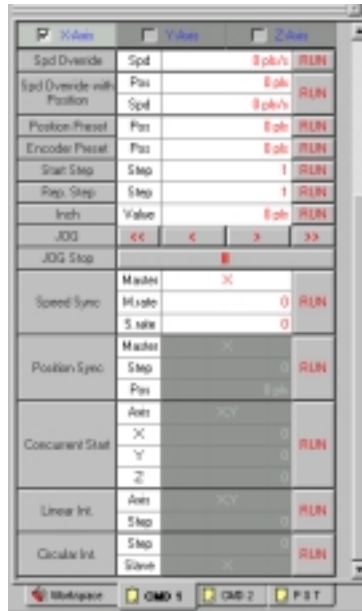 X-Axis Y-Axis Z-Axis
Spd Override Spd 0 pls/s RUN
Spd Override with Position Pos 0 pls RUN
Spd 0 pls/s
Position Preset Pos 0 pls RUN
Encoder Preset Pos 0 pls RUN
Start Step Step 1 RUN
Rep. Step Step 1 RUN
Inch Value 0 pls RUN
JOG << < > >>
JOG Stop
Speed Sync Master X RUN
M.rate 0
S.rate 0
Position Sync Master X RUN
Step 0
Pos 0 pls
Concurrent Start Axis X,Y RUN
X 0
Y 0
Z 0
Linear Int. Axis X,Y RUN
Step 0
Circular Int. Step 0 RUN
Slave X
Workspace CMD 1 CMD 2 P S T